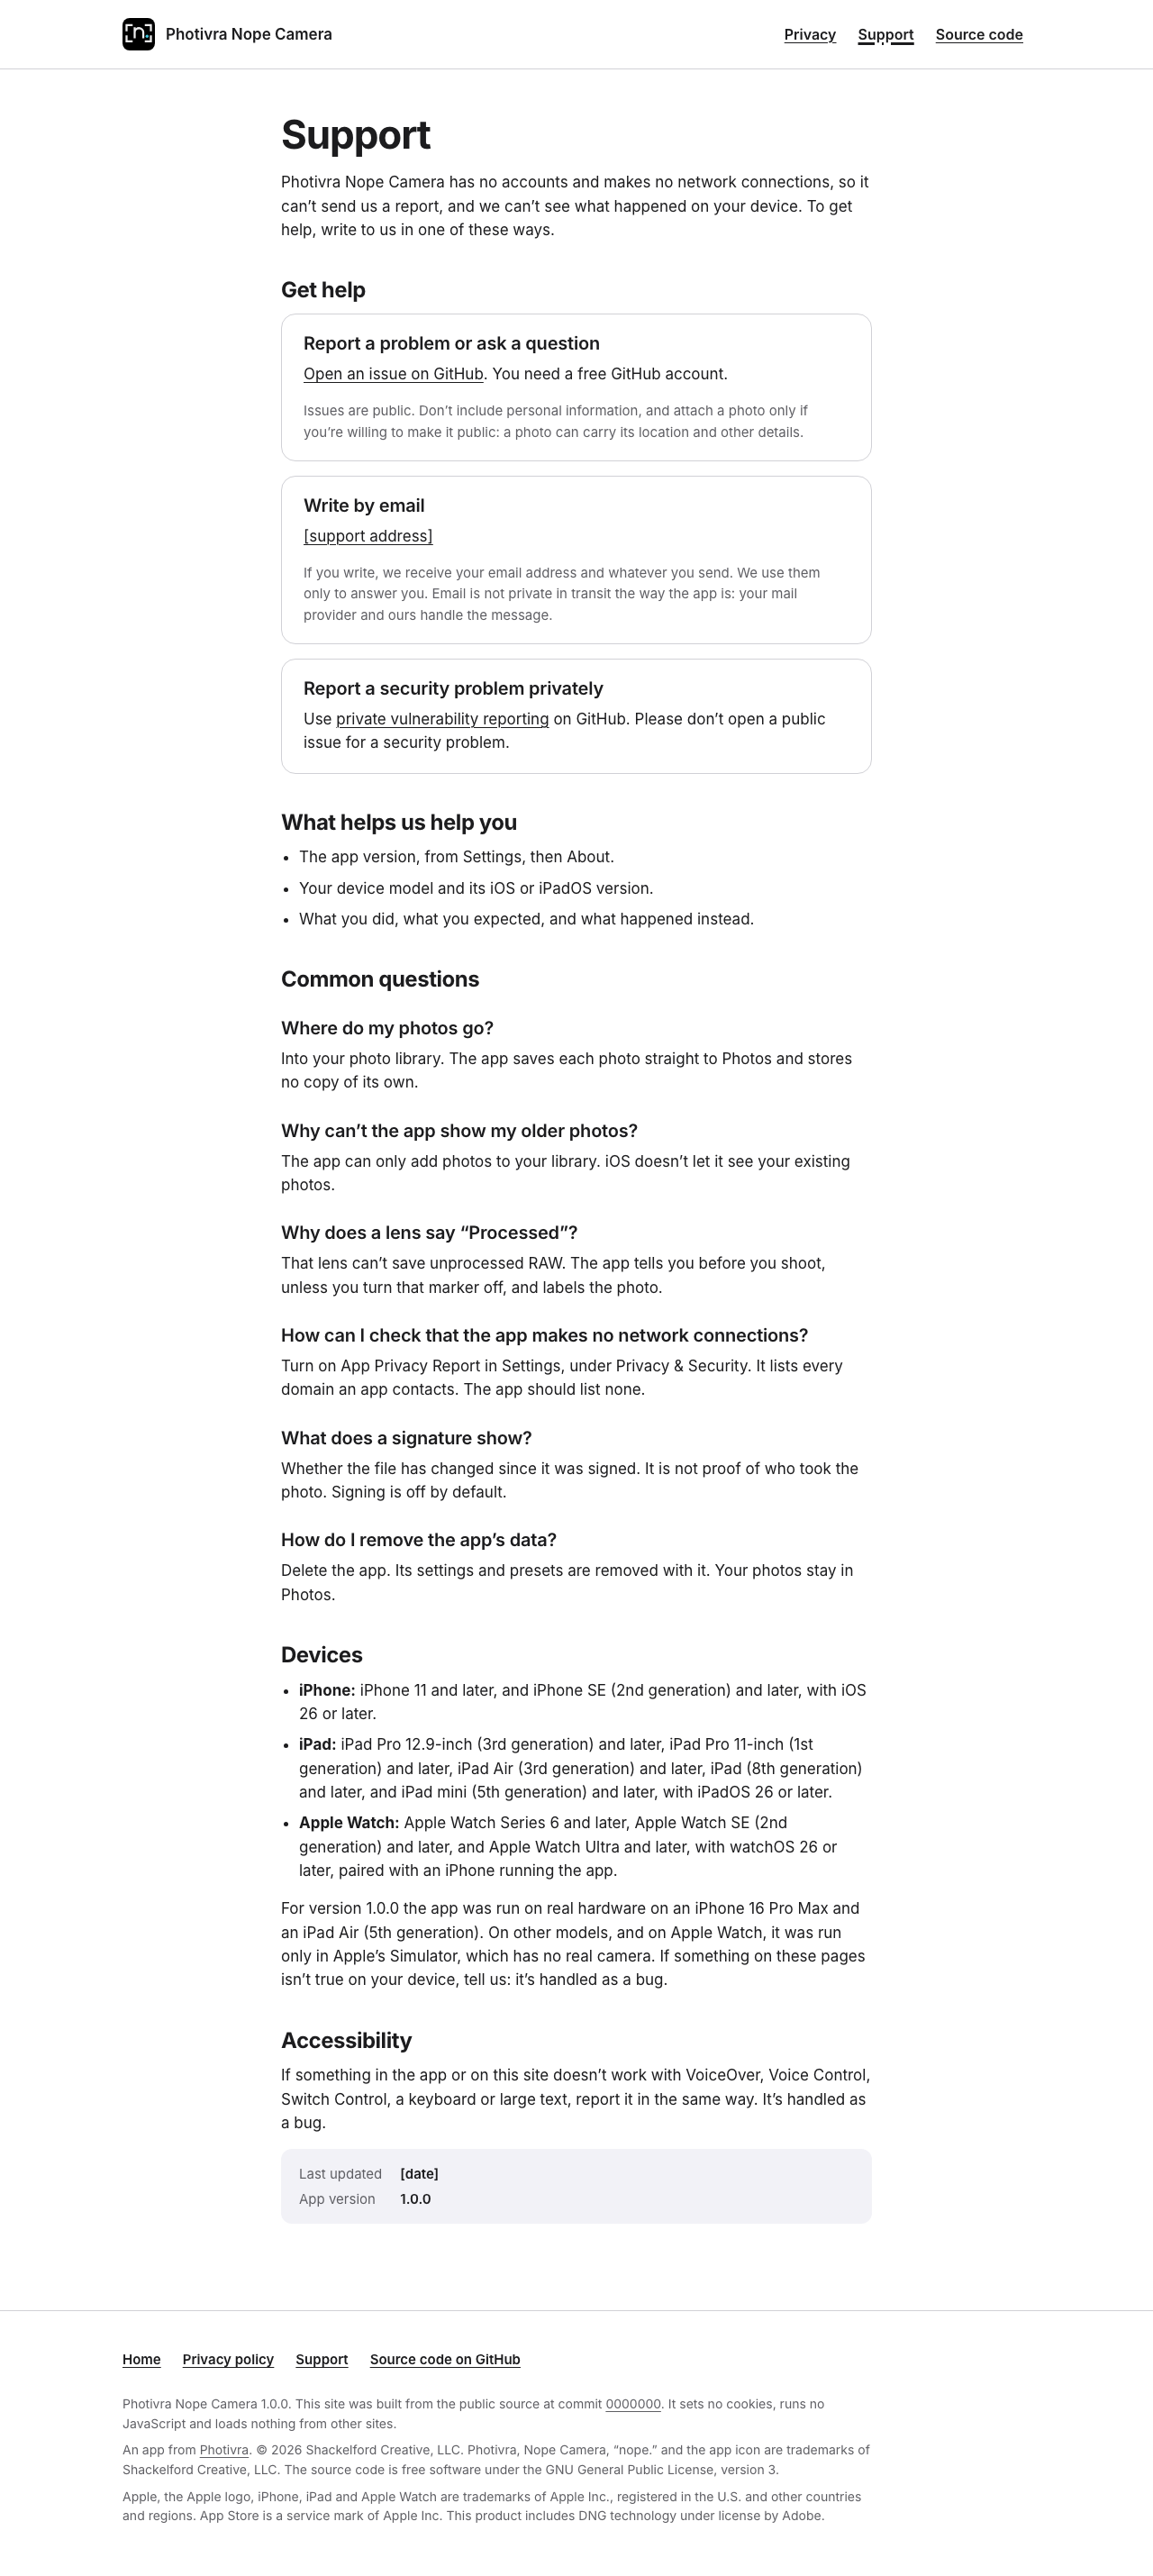 [n]
Photivra Nope Camera
Privacy
Support
Source code
Support
Photivra Nope Camera has no accounts and makes no network connections, so it
can’t send us a report, and we can’t see what happened on your device. To get
help, write to us in one of these ways.
Get help
Report a problem or ask a question
Open an issue on GitHub. You need a free GitHub account.
Issues are public. Don’t include personal information, and attach a photo only if
you’re willing to make it public: a photo can carry its location and other details.
Write by email
[support address]
If you write, we receive your email address and whatever you send. We use them
only to answer you. Email is not private in transit the way the app is: your mail
provider and ours handle the message.
Report a security problem privately
Use private vulnerability reporting on GitHub. Please don’t open a public
issue for a security problem.
What helps us help you
• The app version, from Settings, then About.
• Your device model and its iOS or iPadOS version.
• What you did, what you expected, and what happened instead.
Common questions
Where do my photos go?
Into your photo library. The app saves each photo straight to Photos and stores
no copy of its own.
Why can’t the app show my older photos?
The app can only add photos to your library. iOS doesn’t let it see your existing
photos.
Why does a lens say “Processed”?
That lens can’t save unprocessed RAW. The app tells you before you shoot,
unless you turn that marker off, and labels the photo.
How can I check that the app makes no network connections?
Turn on App Privacy Report in Settings, under Privacy & Security. It lists every
domain an app contacts. The app should list none.
What does a signature show?
Whether the file has changed since it was signed. It is not proof of who took the
photo. Signing is off by default.
How do I remove the app’s data?
Delete the app. Its settings and presets are removed with it. Your photos stay in
Photos.
Devices
• iPhone: iPhone 11 and later, and iPhone SE (2nd generation) and later, with iOS
26 or later.
• iPad: iPad Pro 12.9-inch (3rd generation) and later, iPad Pro 11-inch (1st
generation) and later, iPad Air (3rd generation) and later, iPad (8th generation)
and later, and iPad mini (5th generation) and later, with iPadOS 26 or later.
• Apple Watch: Apple Watch Series 6 and later, Apple Watch SE (2nd
generation) and later, and Apple Watch Ultra and later, with watchOS 26 or
later, paired with an iPhone running the app.
For version 1.0.0 the app was run on real hardware on an iPhone 16 Pro Max and
an iPad Air (5th generation). On other models, and on Apple Watch, it was run
only in Apple’s Simulator, which has no real camera. If something on these pages
isn’t true on your device, tell us: it’s handled as a bug.
Accessibility
If something in the app or on this site doesn’t work with VoiceOver, Voice Control,
Switch Control, a keyboard or large text, report it in the same way. It’s handled as
a bug.
Last updated [date]
App version 1.0.0
Home
Privacy policy
Support
Source code on GitHub
Photivra Nope Camera 1.0.0. This site was built from the public source at commit 0000000. It sets no cookies, runs no
JavaScript and loads nothing from other sites.
An app from Photivra. © 2026 Shackelford Creative, LLC. Photivra, Nope Camera, “nope.” and the app icon are trademarks of
Shackelford Creative, LLC. The source code is free software under the GNU General Public License, version 3.
Apple, the Apple logo, iPhone, iPad and Apple Watch are trademarks of Apple Inc., registered in the U.S. and other countries
and regions. App Store is a service mark of Apple Inc. This product includes DNG technology under license by Adobe.